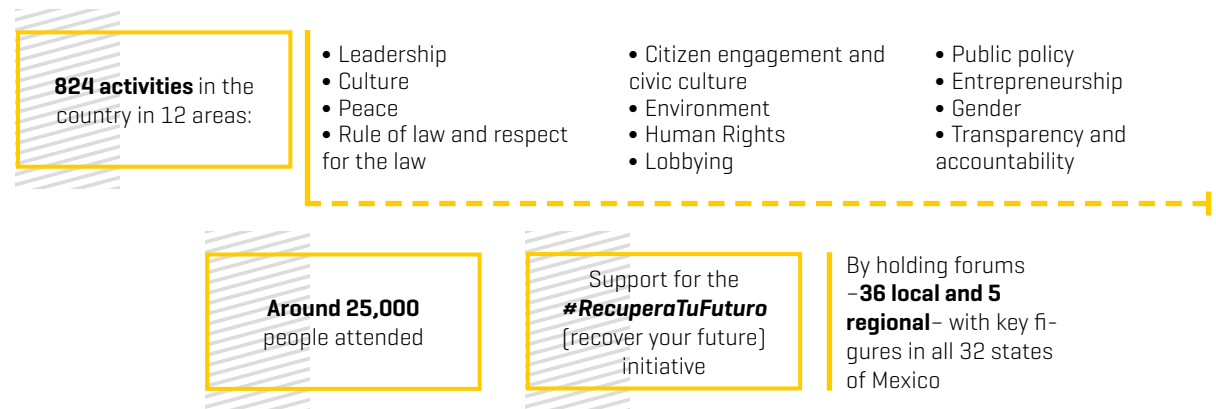 824 activities in the
country in 12 areas:
• Leadership
• Culture
• Peace
• Rule of law and respect
for the law
• Citizen engagement and
civic culture
• Environment
• Human Rights
• Lobbying
• Public policy
• Entrepreneurship
• Gender
• Transparency and
accountability
Around 25,000
people attended
Support for the
#RecuperaTuFuturo
(recover your future)
initiative
By holding forums
–36 local and 5
regional– with key fi-
gures in all 32 states
of Mexico